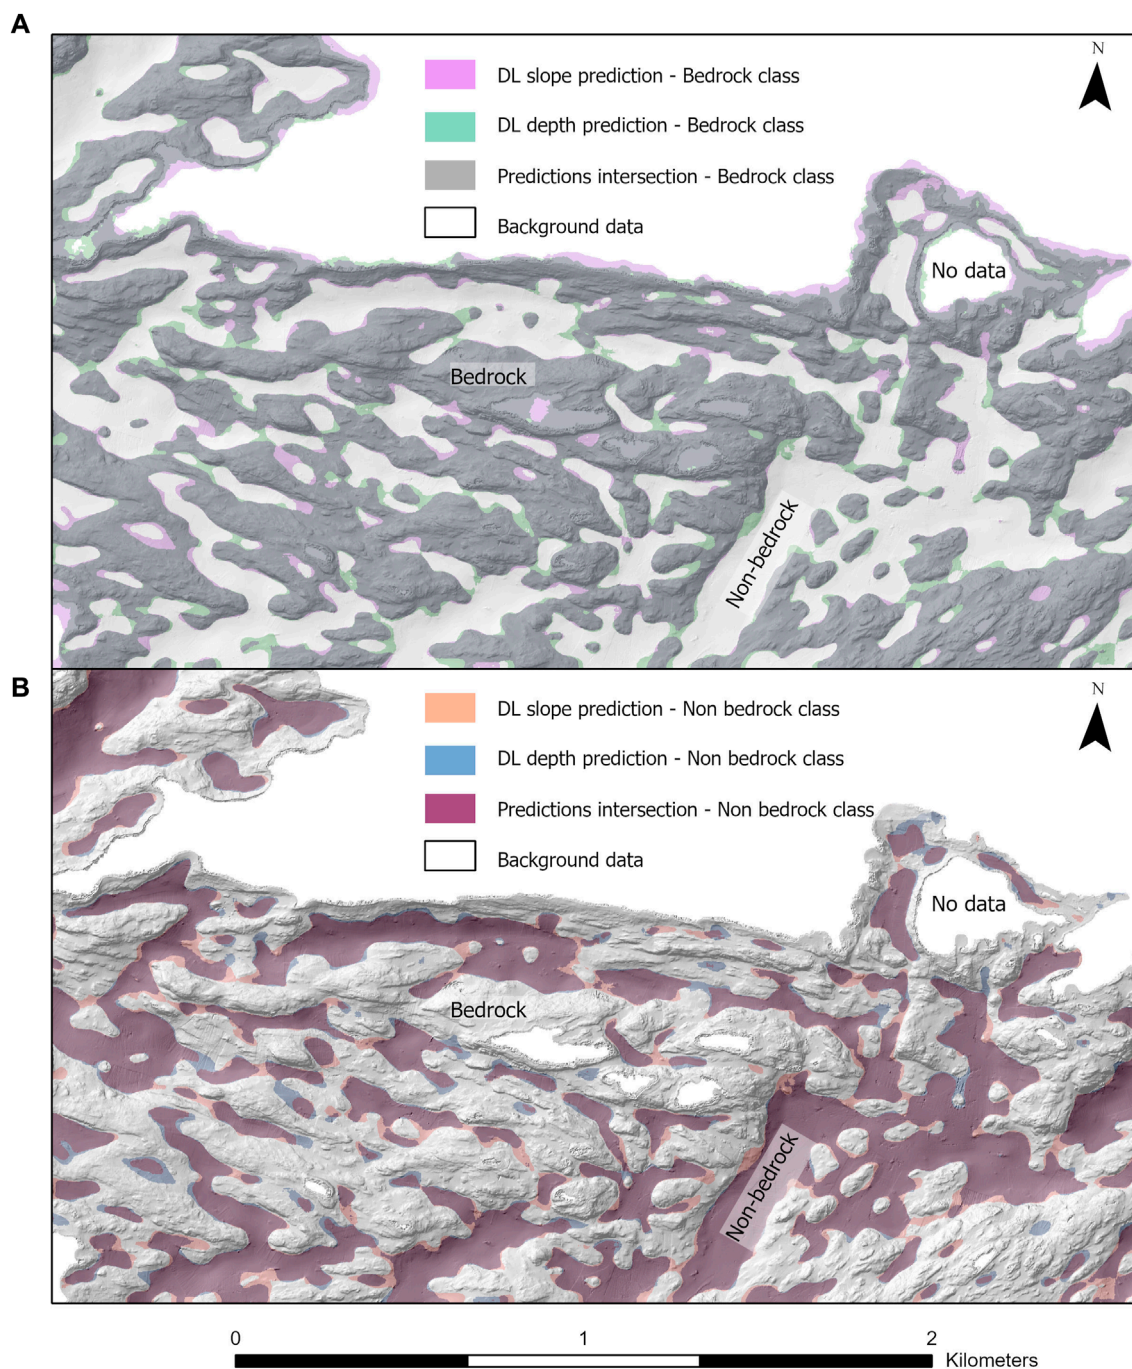 A
N
DL slope prediction - Bedrock class
DL depth prediction - Bedrock class
Predictions intersection - Bedrock class
Background data
No data
Bedrock
Non-bedrock
B
N
DL slope prediction - Non bedrock class
DL depth prediction - Non bedrock class
Predictions intersection - Non bedrock class
Background data
No data
Bedrock
Non-bedrock
0 1 2
Kilometers